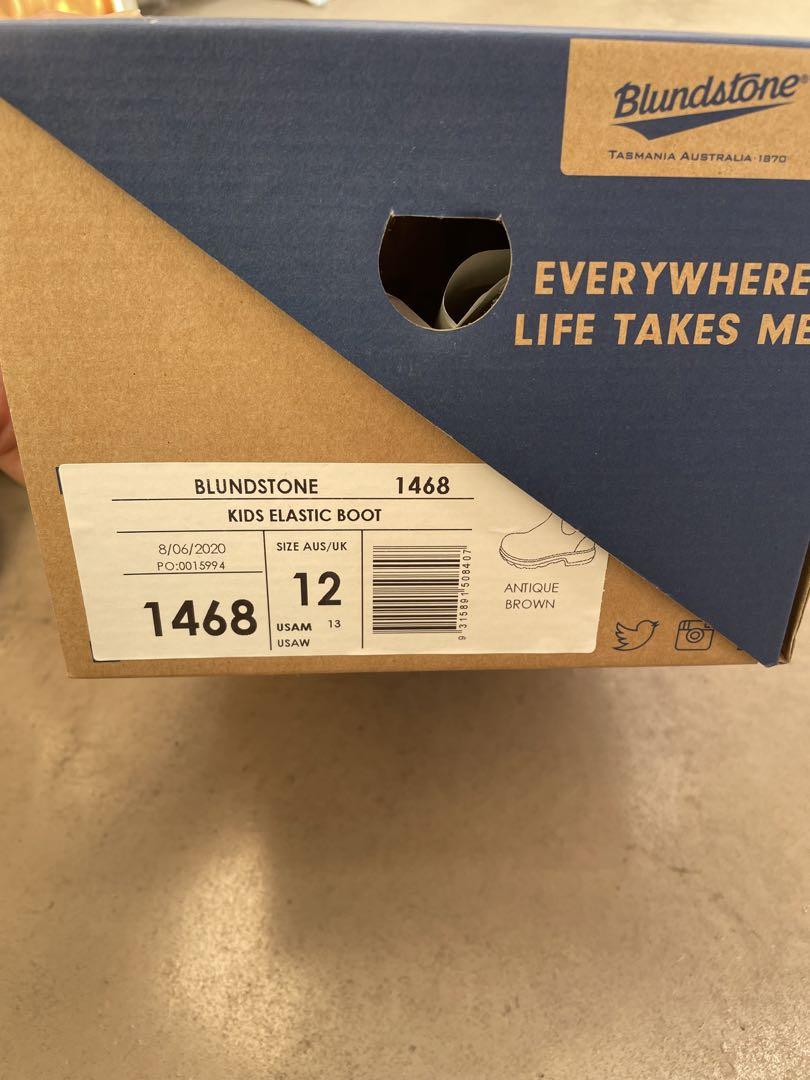 Blundstone®
TASMANIA AUSTRALIA·1870
EVERYWHERE
LIFE TAKES ME
BLUNDSTONE 1468
KIDS ELASTIC BOOT
8/06/2020
PO:0015994
1468
SIZE AUS/UK
12
USAM 13
USAW
9 315891 508407
ANTIQUE
BROWN